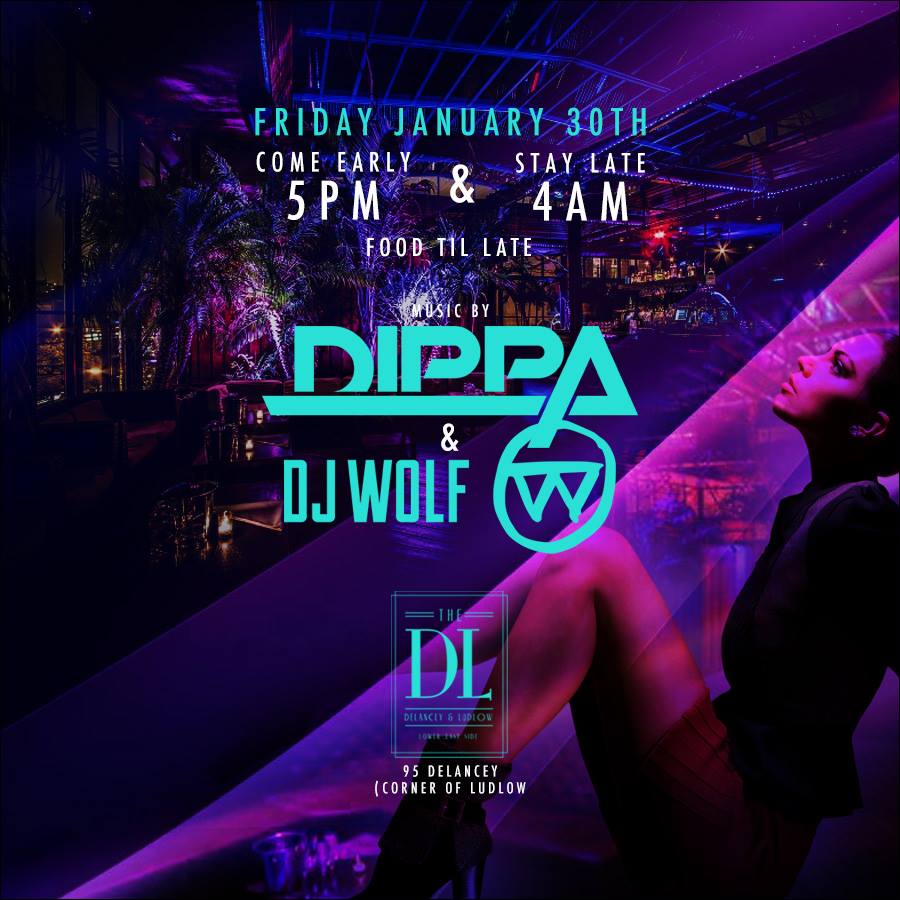 FRIDAY JANUARY 30TH
COME EARLY & STAY LATE
5PM 4AM
FOOD TIL LATE
MUSIC BY
DIPPA
&
DJ WOLF W
THE
DL
DELANCEY & LUDLOW
LOWER EAST SIDE
95 DELANCEY
(CORNER OF LUDLOW